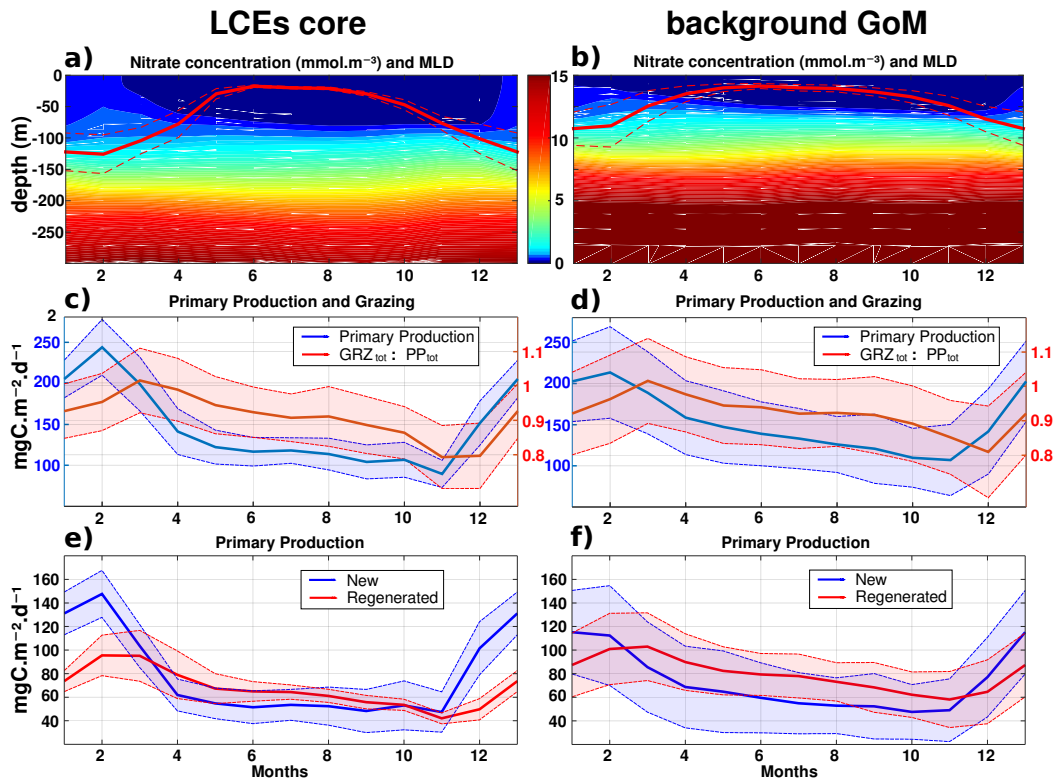 LCEs core
background GoM
a)
Nitrate concentration (mmol.m⁻³) and MLD
b)
Nitrate concentration (mmol.m⁻³) and MLD
depth (m)
0
-50
-100
-150
-200
-250
2
4
6
8
10
12
15
10
5
0
2
4
6
8
10
12
c)
Primary Production and Grazing
d)
Primary Production and Grazing
mgC.m⁻².d⁻¹
2
250
200
150
100
Primary Production
GRZtot : PPtot
1.1
1
0.9
0.8
2
4
6
8
10
12
250
200
150
100
Primary Production
GRZtot : PPtot
1.1
1
0.9
0.8
2
4
6
8
10
12
e)
Primary Production
f)
Primary Production
mgC.m⁻².d⁻¹
160
140
120
100
80
60
40
New
Regenerated
2
4
6
8
10
12
Months
160
140
120
100
80
60
40
New
Regenerated
2
4
6
8
10
12
Months